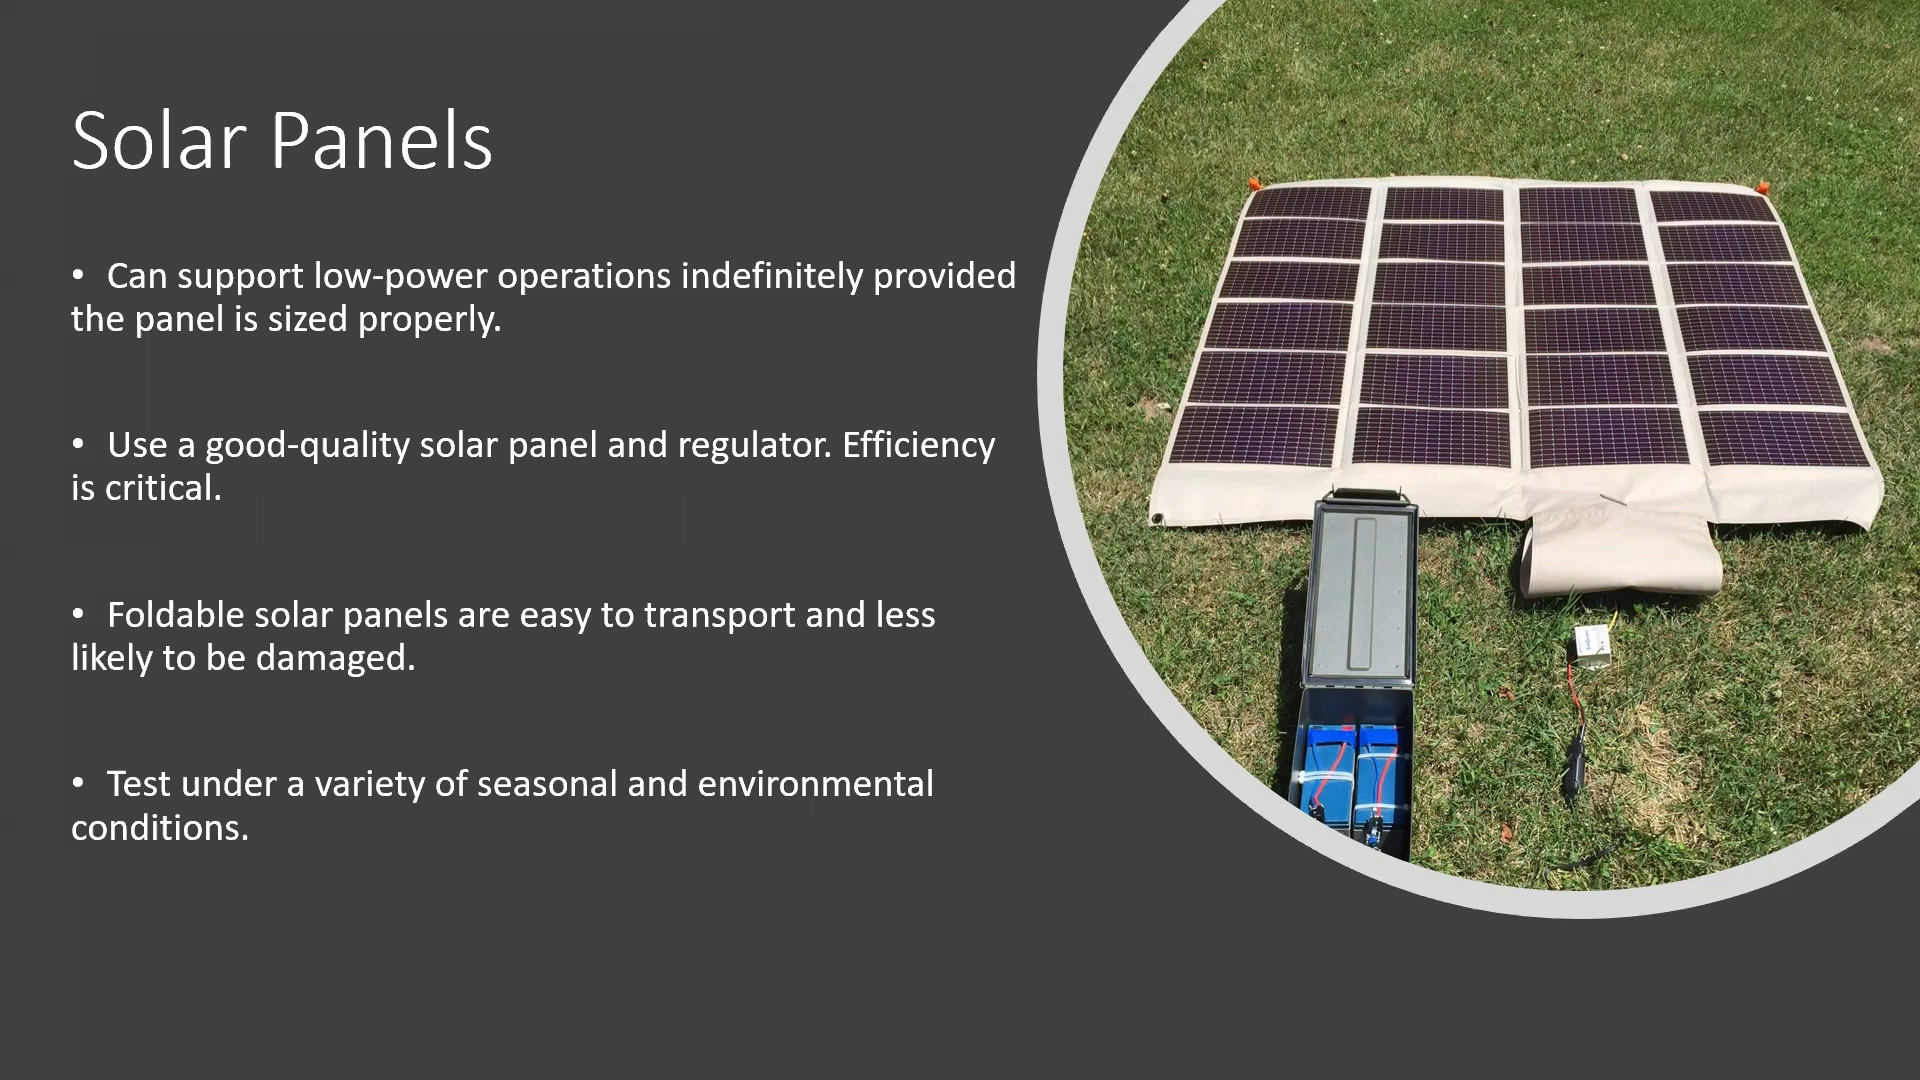 Solar Panels
• Can support low-power operations indefinitely provided
the panel is sized properly.
• Use a good-quality solar panel and regulator. Efficiency
is critical.
• Foldable solar panels are easy to transport and less
likely to be damaged.
• Test under a variety of seasonal and environmental
conditions.